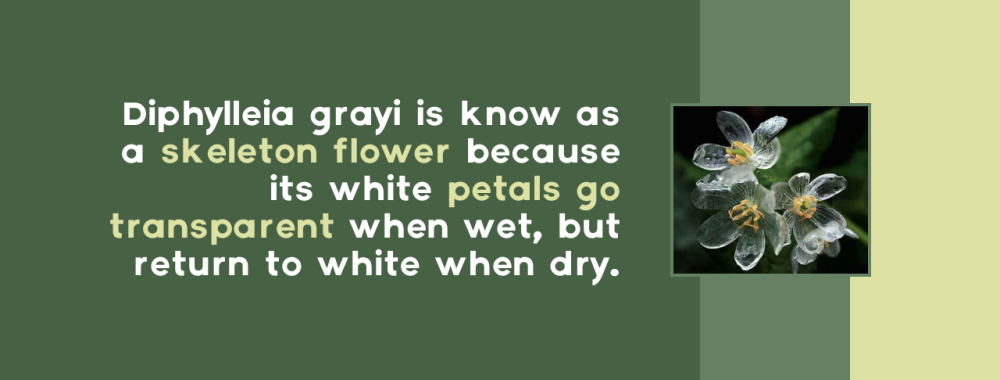 Diphylleia grayi is know as
a skeleton flower because
its white petals go
transparent when wet, but
return to white when dry.